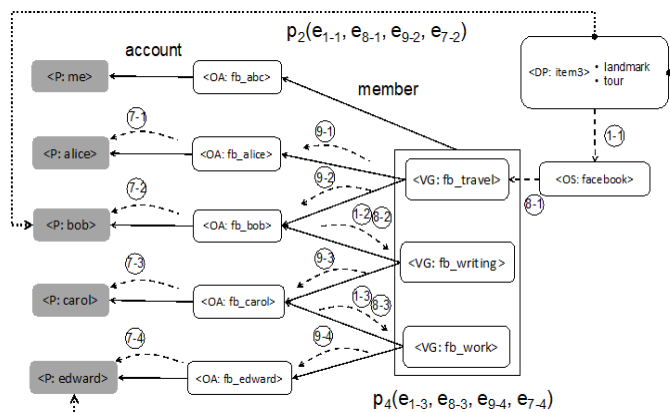 p2(e1-1, e8-1, e9-2, e7-2)
account
<DP: item3> • landmark
• tour
<P: me>
<OA: fb_abc>
member
7-1
9-1
1-1
<P: alice>
<OA: fb_alice>
<VG: fb_travel>
<OS: facebook>
7-2
9-2
8-1
<P: bob>
<OA: fb_bob>
1-2 8-2
7-3
9-3
<VG: fb_writing>
<P: carol>
<OA: fb_carol>
1-3 8-3
7-4
9-4
<VG: fb_work>
<P: edward>
<OA: fb_edward>
p4(e1-3, e8-3, e9-4, e7-4)